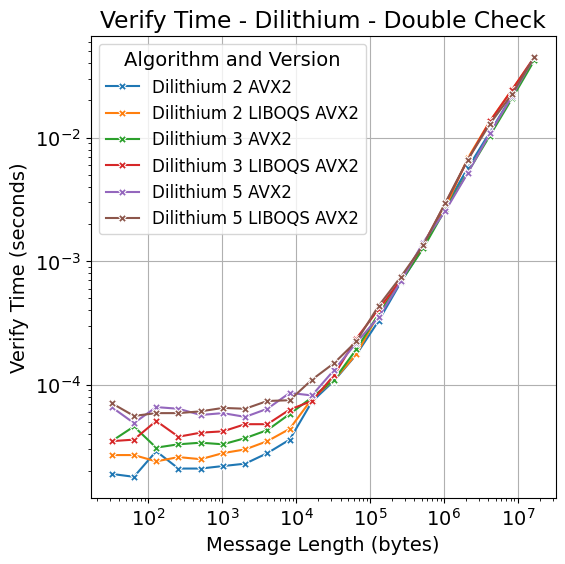 Verify Time - Dilithium - Double Check
Algorithm and Version
Dilithium 2 AVX2
Dilithium 2 LIBOQS AVX2
Dilithium 3 AVX2
Dilithium 3 LIBOQS AVX2
Dilithium 5 AVX2
Dilithium 5 LIBOQS AVX2
Verify Time (seconds)
10⁻²
10⁻³
10⁻⁴
10² 10³ 10⁴ 10⁵ 10⁶ 10⁷
Message Length (bytes)